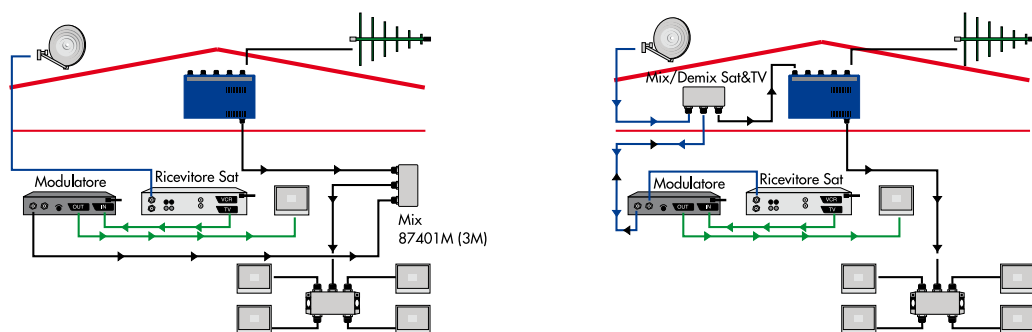 Modulatore
Ricevitore Sat
OUT
IN
VCR
TV
Mix
87401M (3M)
Mix/Demix Sat&TV
Modulatore
Ricevitore Sat
OUT
IN
VCR
TV